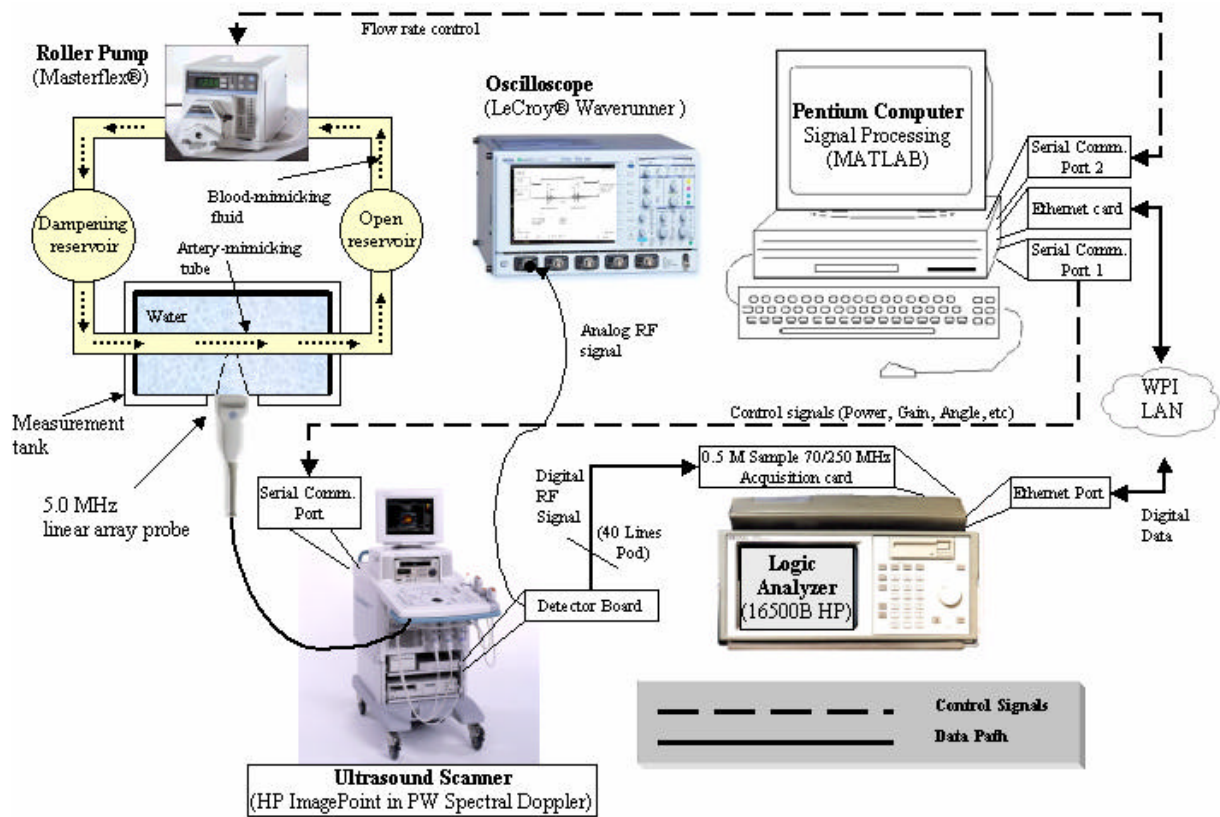 Flow rate control
Roller Pump
(Masterflex®)
Oscilloscope
(LeCroy® Waverunner )
Pentium Computer
Signal Processing
(MATLAB)
Serial Comm.
Port 2
Ethernet card
Serial Comm.
Port 1
Blood-mimicking
fluid
Dampening
reservoir
Open
reservoir
Artery-mimicking
tube
Water
Analog RF
signal
WPI
LAN
Measurement
tank
Control signals (Power, Gain, Angle, etc)
5.0 MHz
linear array probe
Serial Comm.
Port
Digital
RF
Signal
(40 Lines
Pod)
0.5 M Sample 70/250 MHz
Acquisition card
Ethernet Port
Digital
Data
Logic
Analyzer
(16500B HP)
Detector Board
Control Signals
Data Path
Ultrasound Scanner
(HP ImagePoint in PW Spectral Doppler)